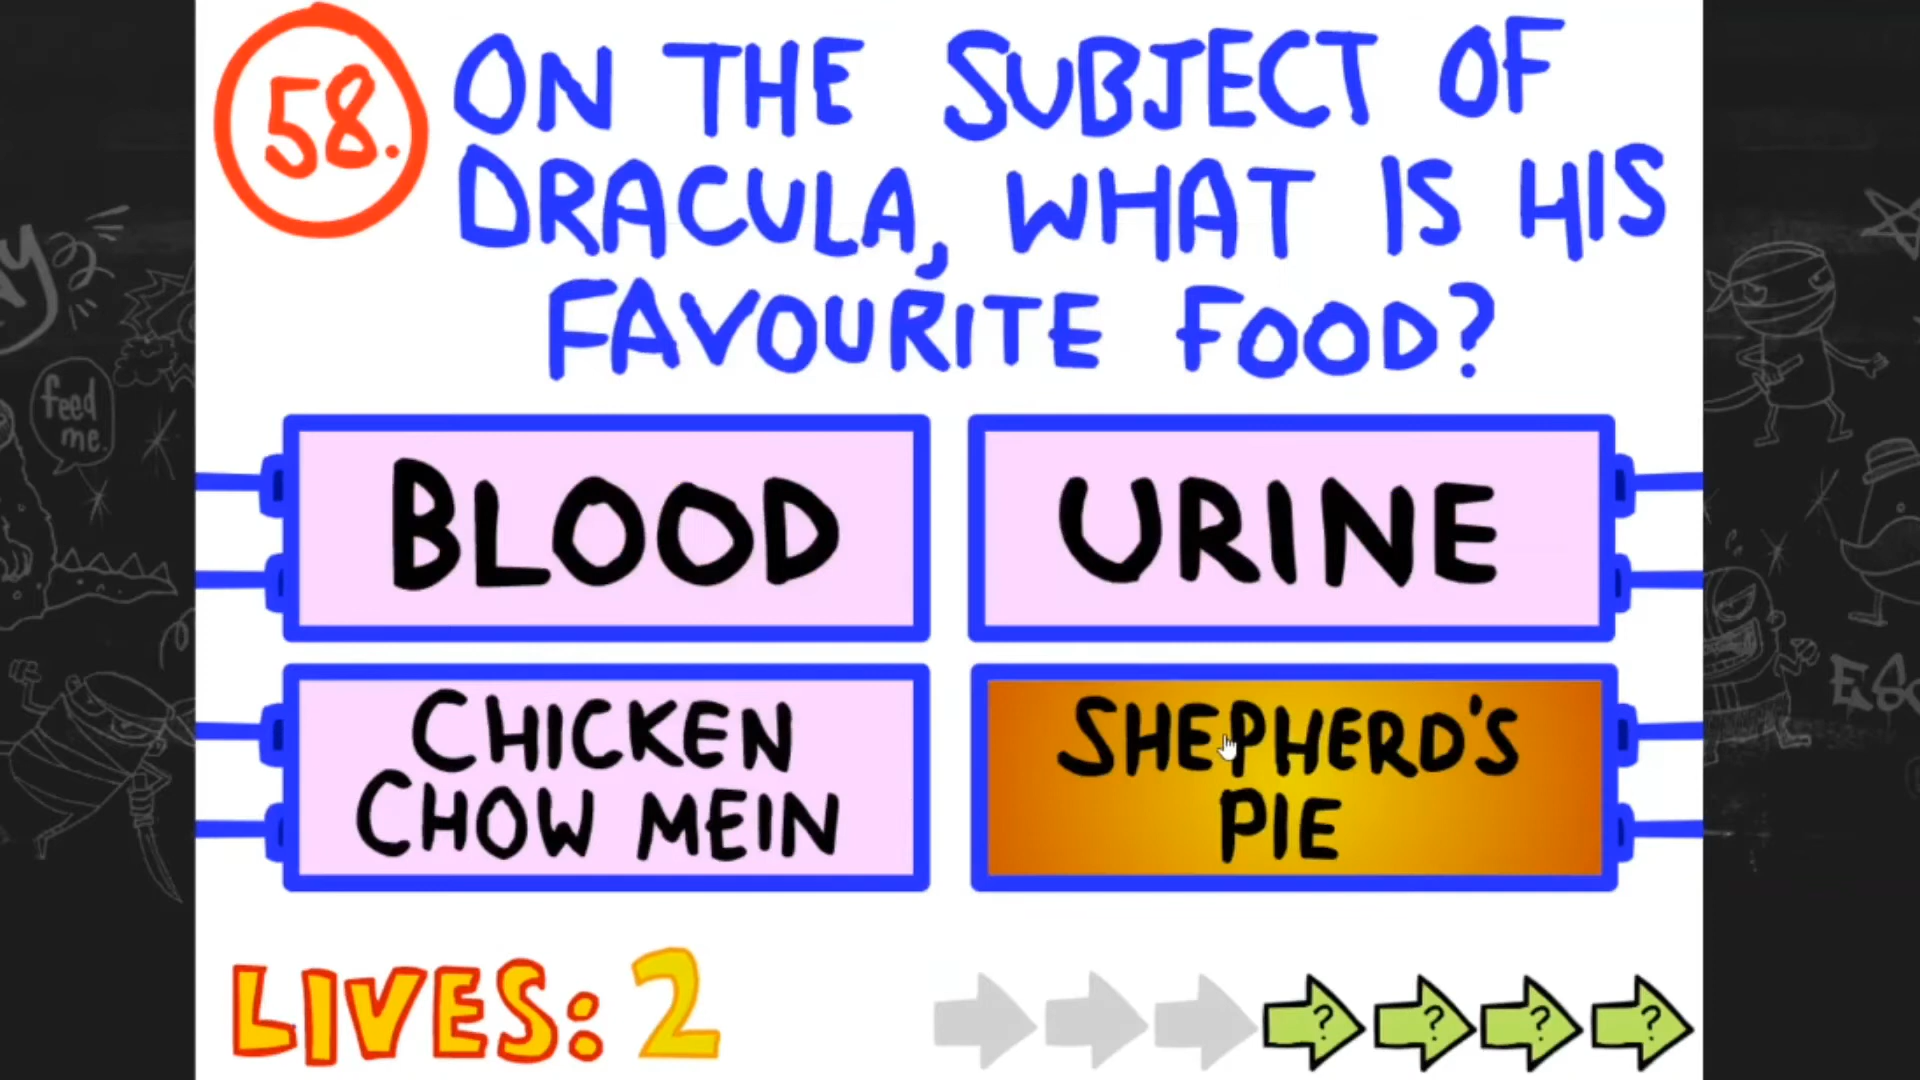 58.
ON THE SUBJECT OF
DRACULA, WHAT IS HIS
FAVOURITE FOOD?
BLOOD
URINE
CHICKEN
CHOW MEIN
SHEPHERD'S
PIE
LIVES: 2
? ? ? ?
feed
me.